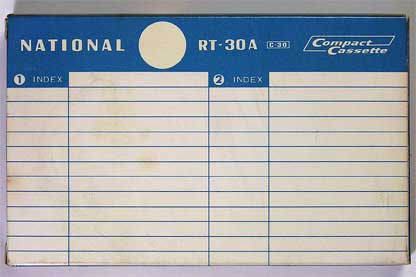 NATIONAL RT-30A C-30 Compact Cassette
1 INDEX 2 INDEX